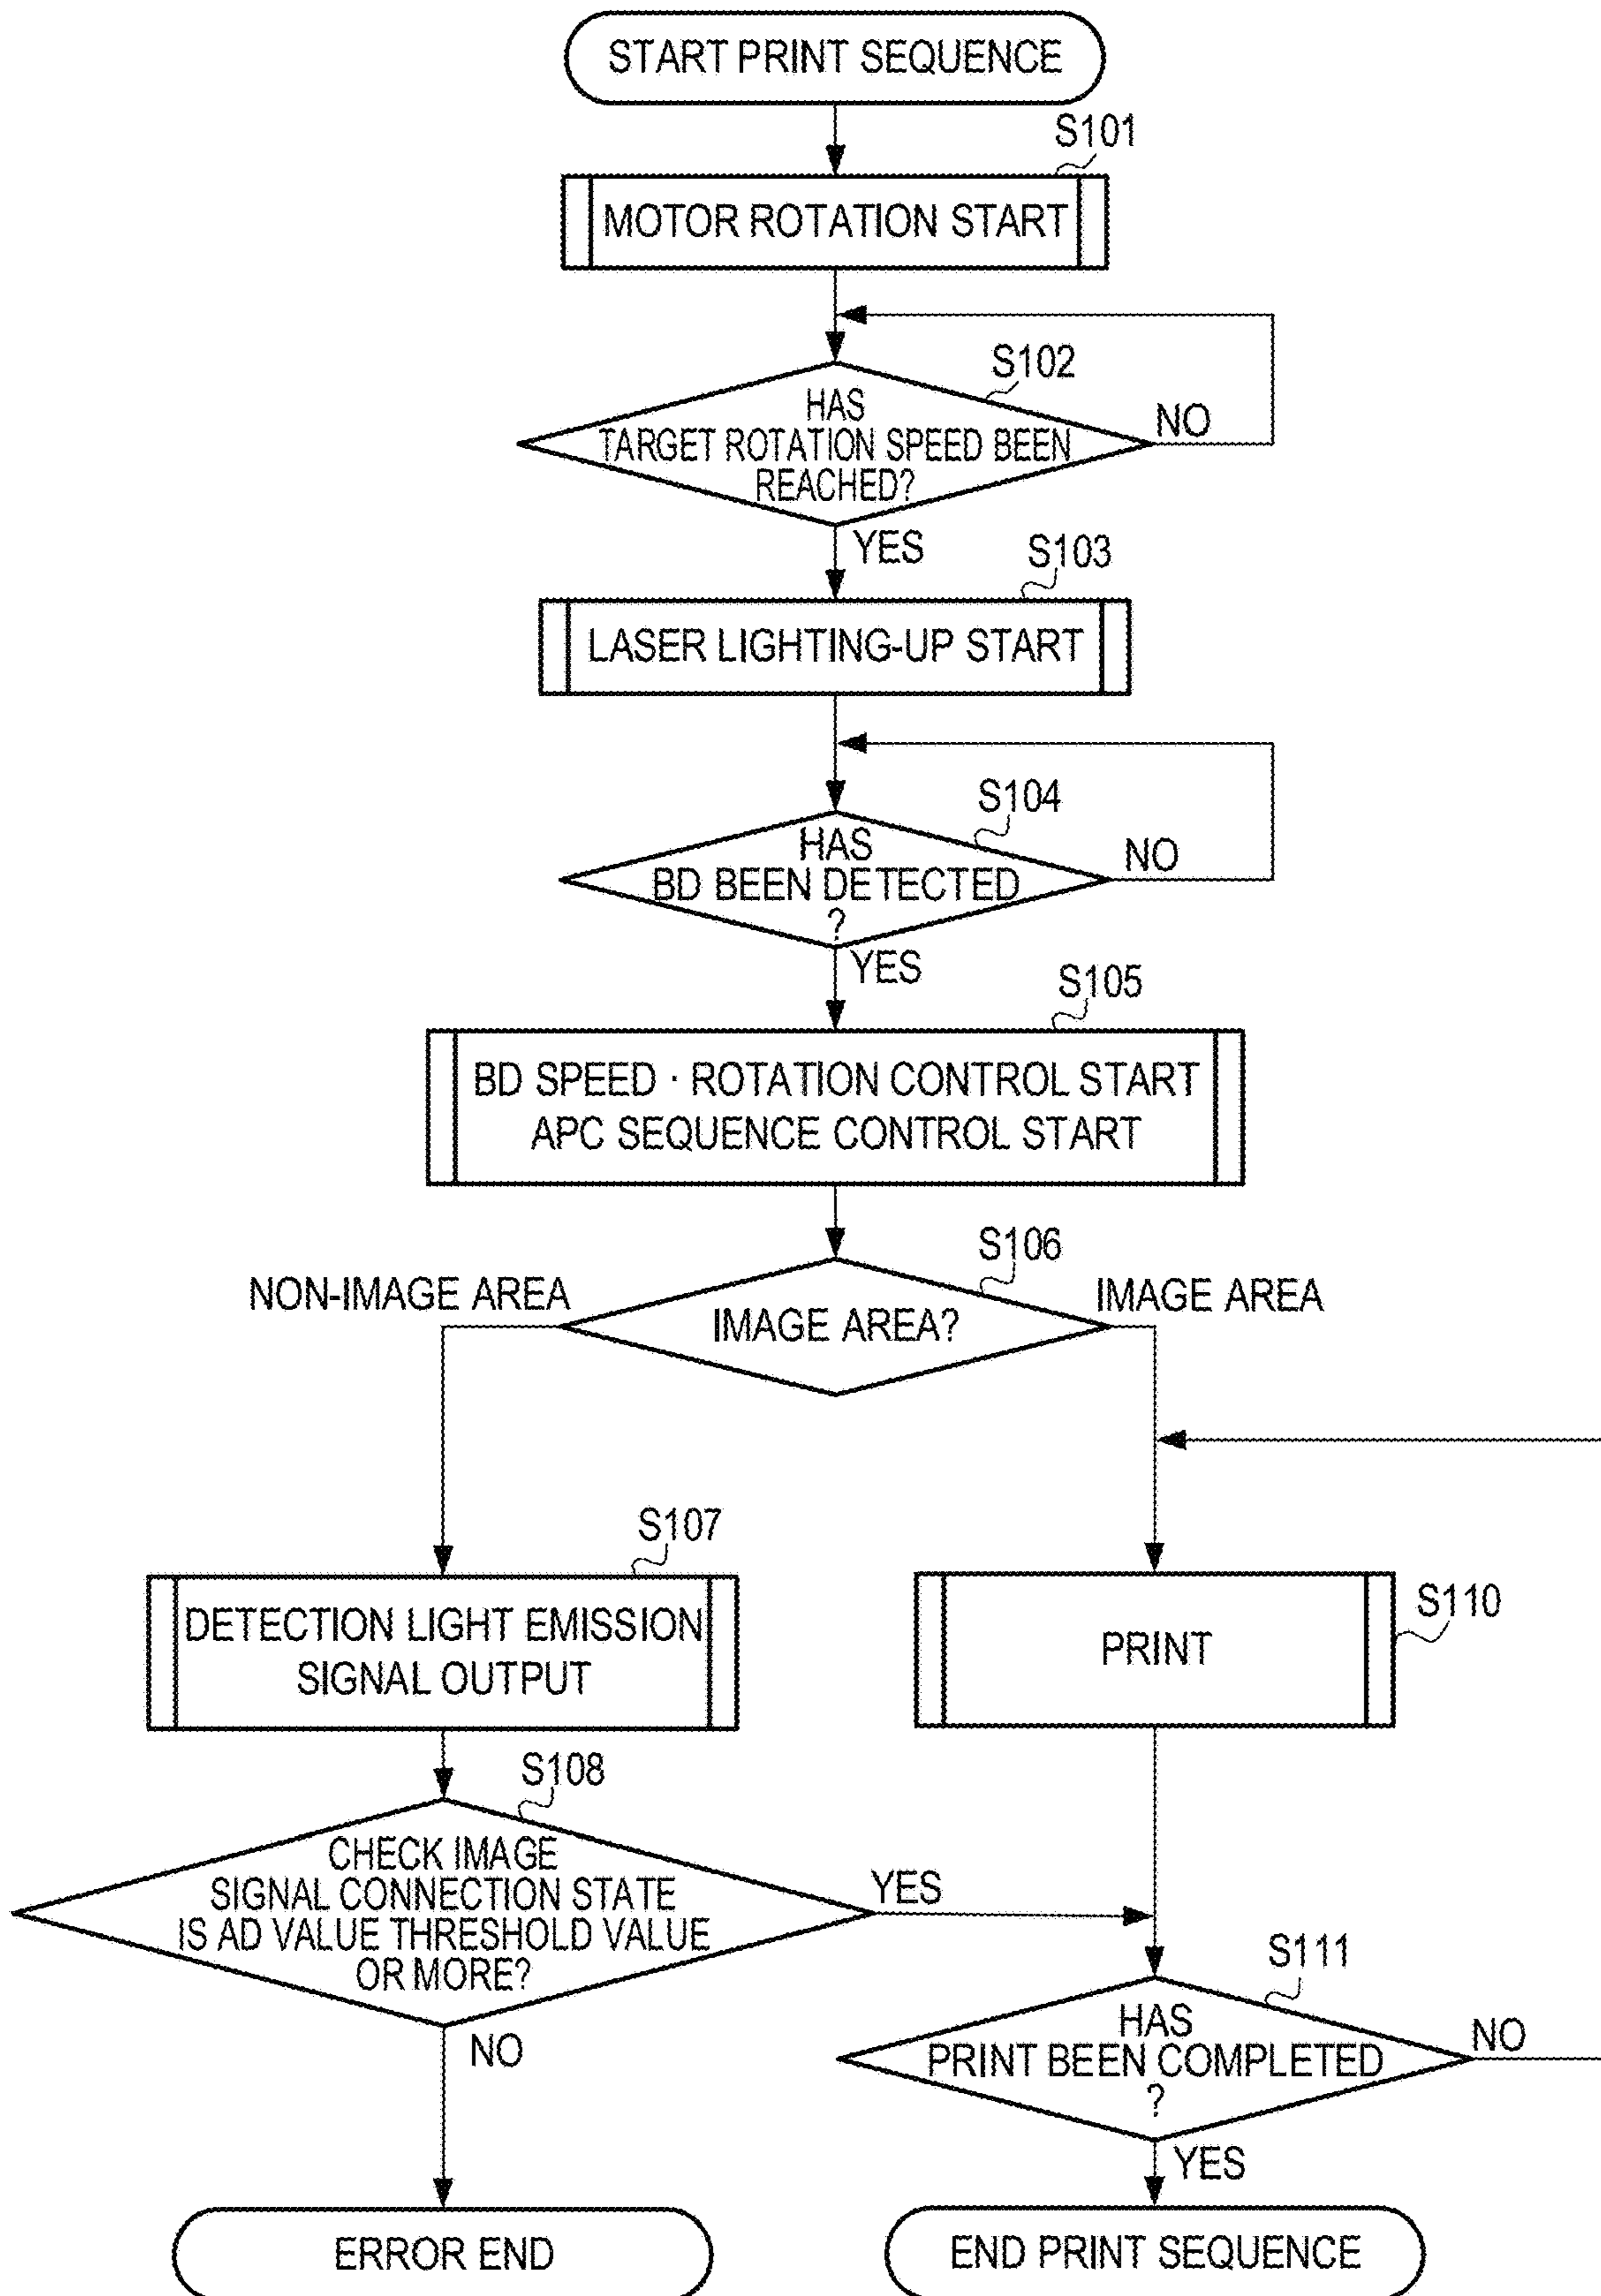 START PRINT SEQUENCE
S101
MOTOR ROTATION START
S102
HAS
TARGET ROTATION SPEED BEEN
REACHED?
NO
YES
S103
LASER LIGHTING-UP START
S104
HAS
BD BEEN DETECTED
?
NO
YES
S105
BD SPEED · ROTATION CONTROL START
APC SEQUENCE CONTROL START
S106
NON-IMAGE AREA
IMAGE AREA?
IMAGE AREA
S107
DETECTION LIGHT EMISSION
SIGNAL OUTPUT
S110
PRINT
S108
CHECK IMAGE
SIGNAL CONNECTION STATE
IS AD VALUE THRESHOLD VALUE
OR MORE?
YES
NO
S111
HAS
PRINT BEEN COMPLETED
?
NO
YES
ERROR END
END PRINT SEQUENCE